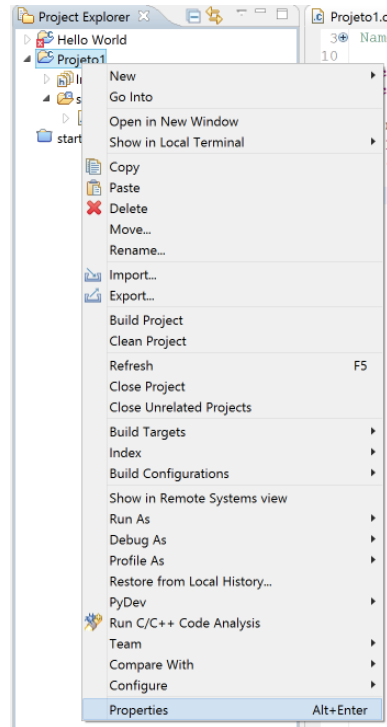 Project Explorer
Projeto1.c
Hello World
3 Nam
Projeto1
10
New
Go Into
Open in New Window
start
Show in Local Terminal
Copy
Paste
Delete
Move...
Rename...
Import...
Export...
Build Project
Clean Project
Refresh F5
Close Project
Close Unrelated Projects
Build Targets
Index
Build Configurations
Show in Remote Systems view
Run As
Debug As
Profile As
Restore from Local History...
PyDev
Run C/C++ Code Analysis
Team
Compare With
Configure
Properties Alt+Enter